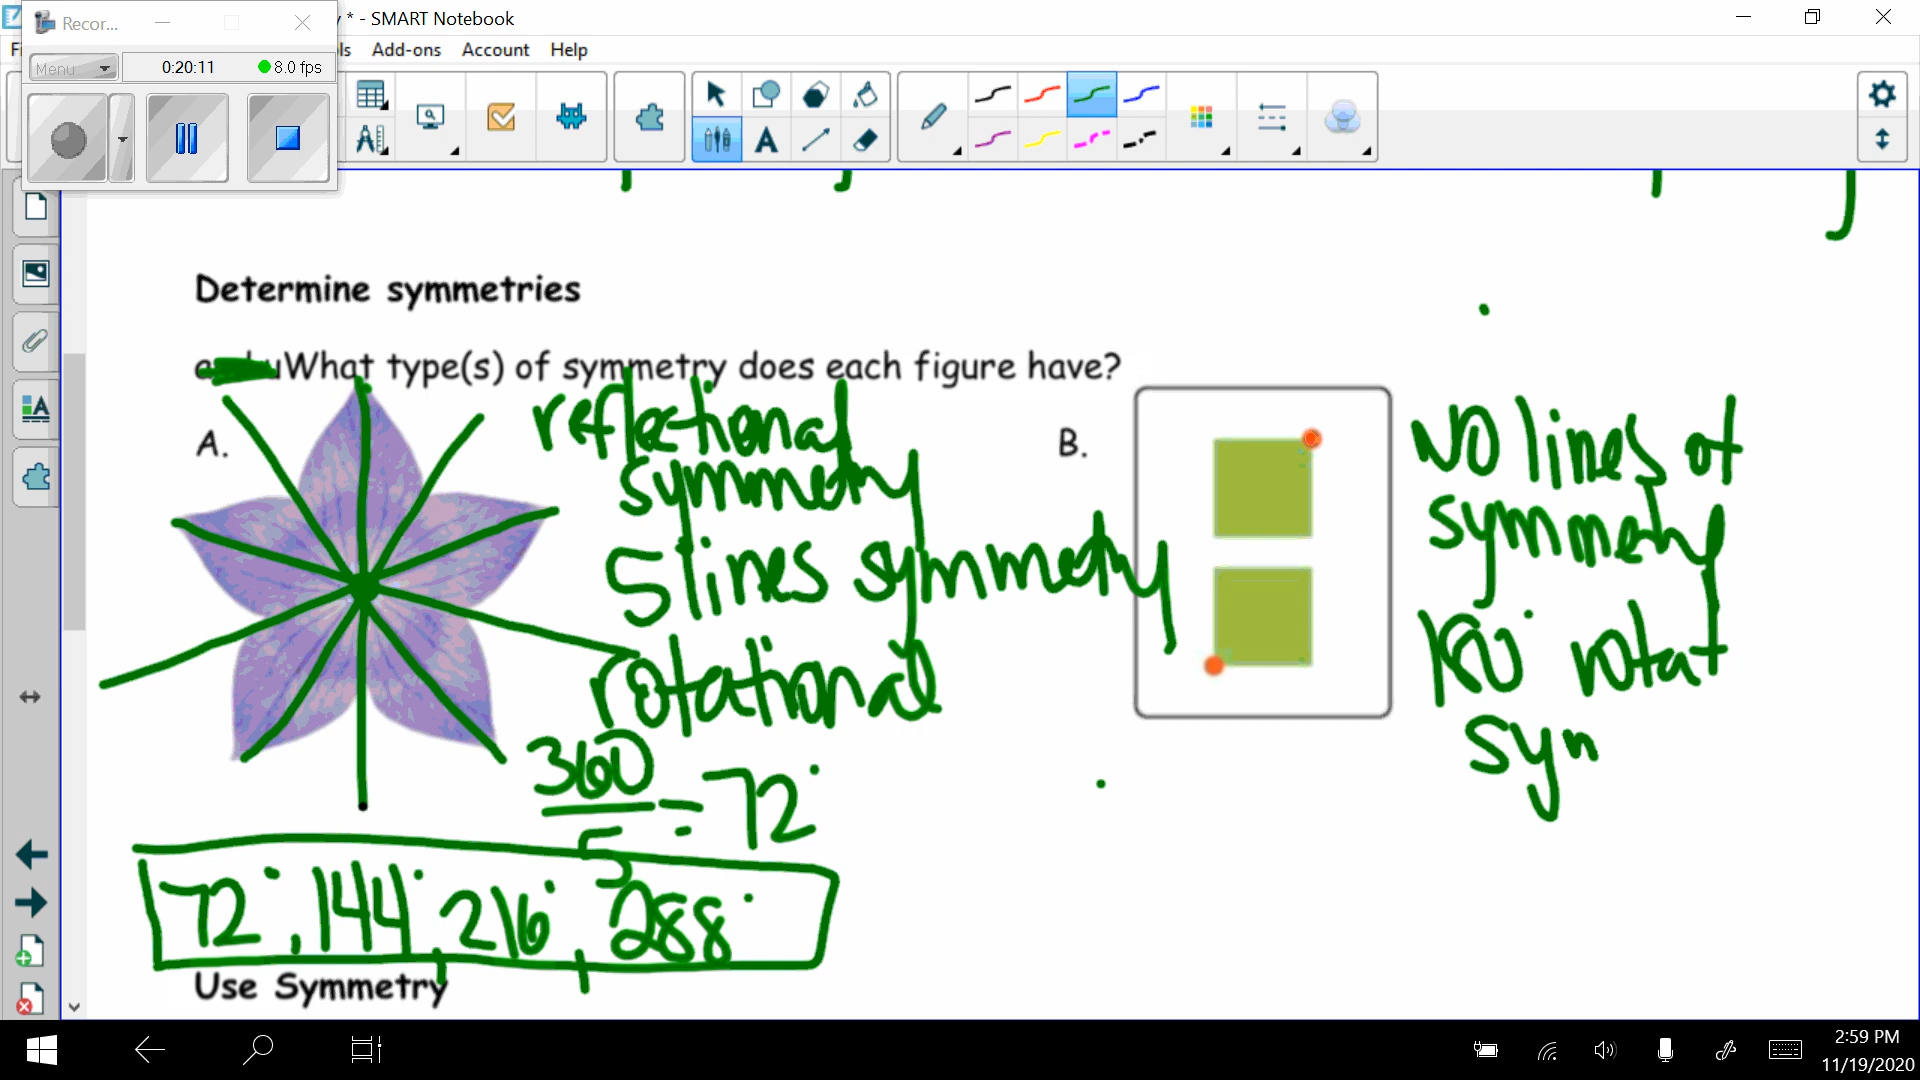 Recor...
y * - SMART Notebook
ls Add-ons Account Help
Menu 0:20:11 8.0 fps
Determine symmetries
What type(s) of symmetry does each figure have?
A.
reflectional
symmetry
5 lines symmetry
rotational
360
5
= 72°
72°, 144°, 216°, 288°
B.
NO lines of
symmetry
180° rotat
sym
Use Symmetry
2:59 PM
11/19/2020